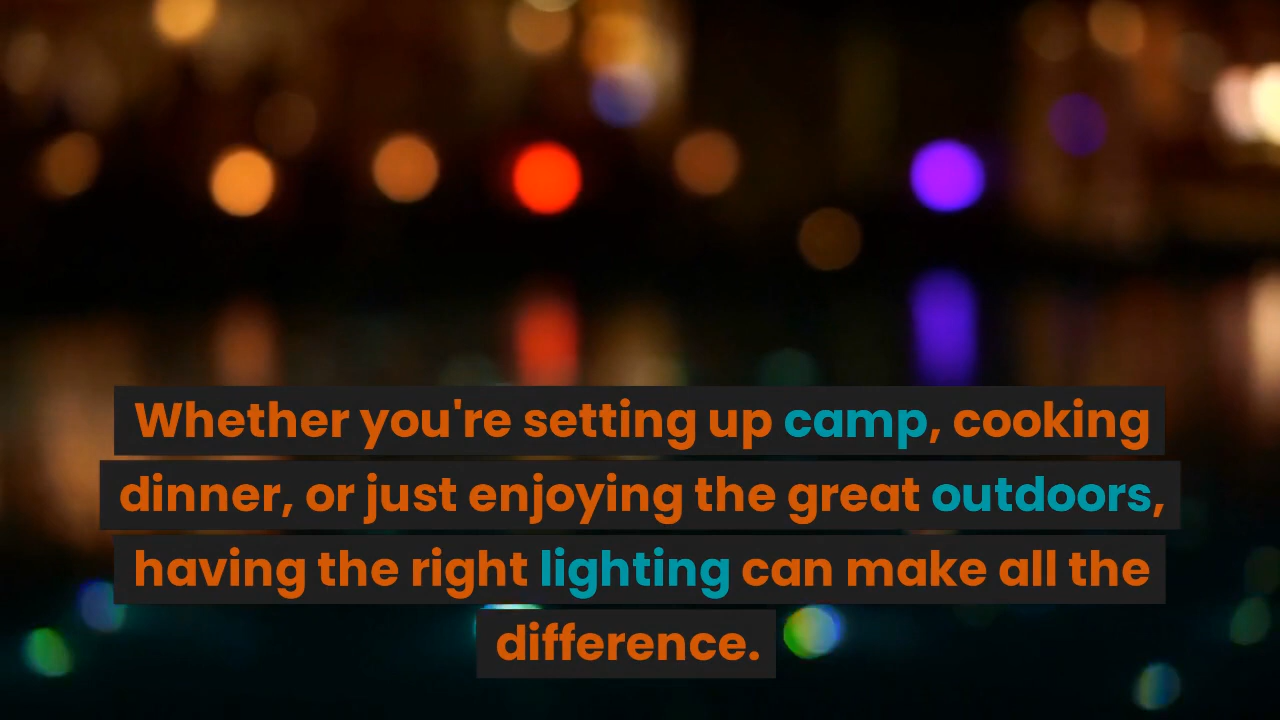 Whether you're setting up camp, cooking
dinner, or just enjoying the great outdoors,
having the right lighting can make all the
difference.